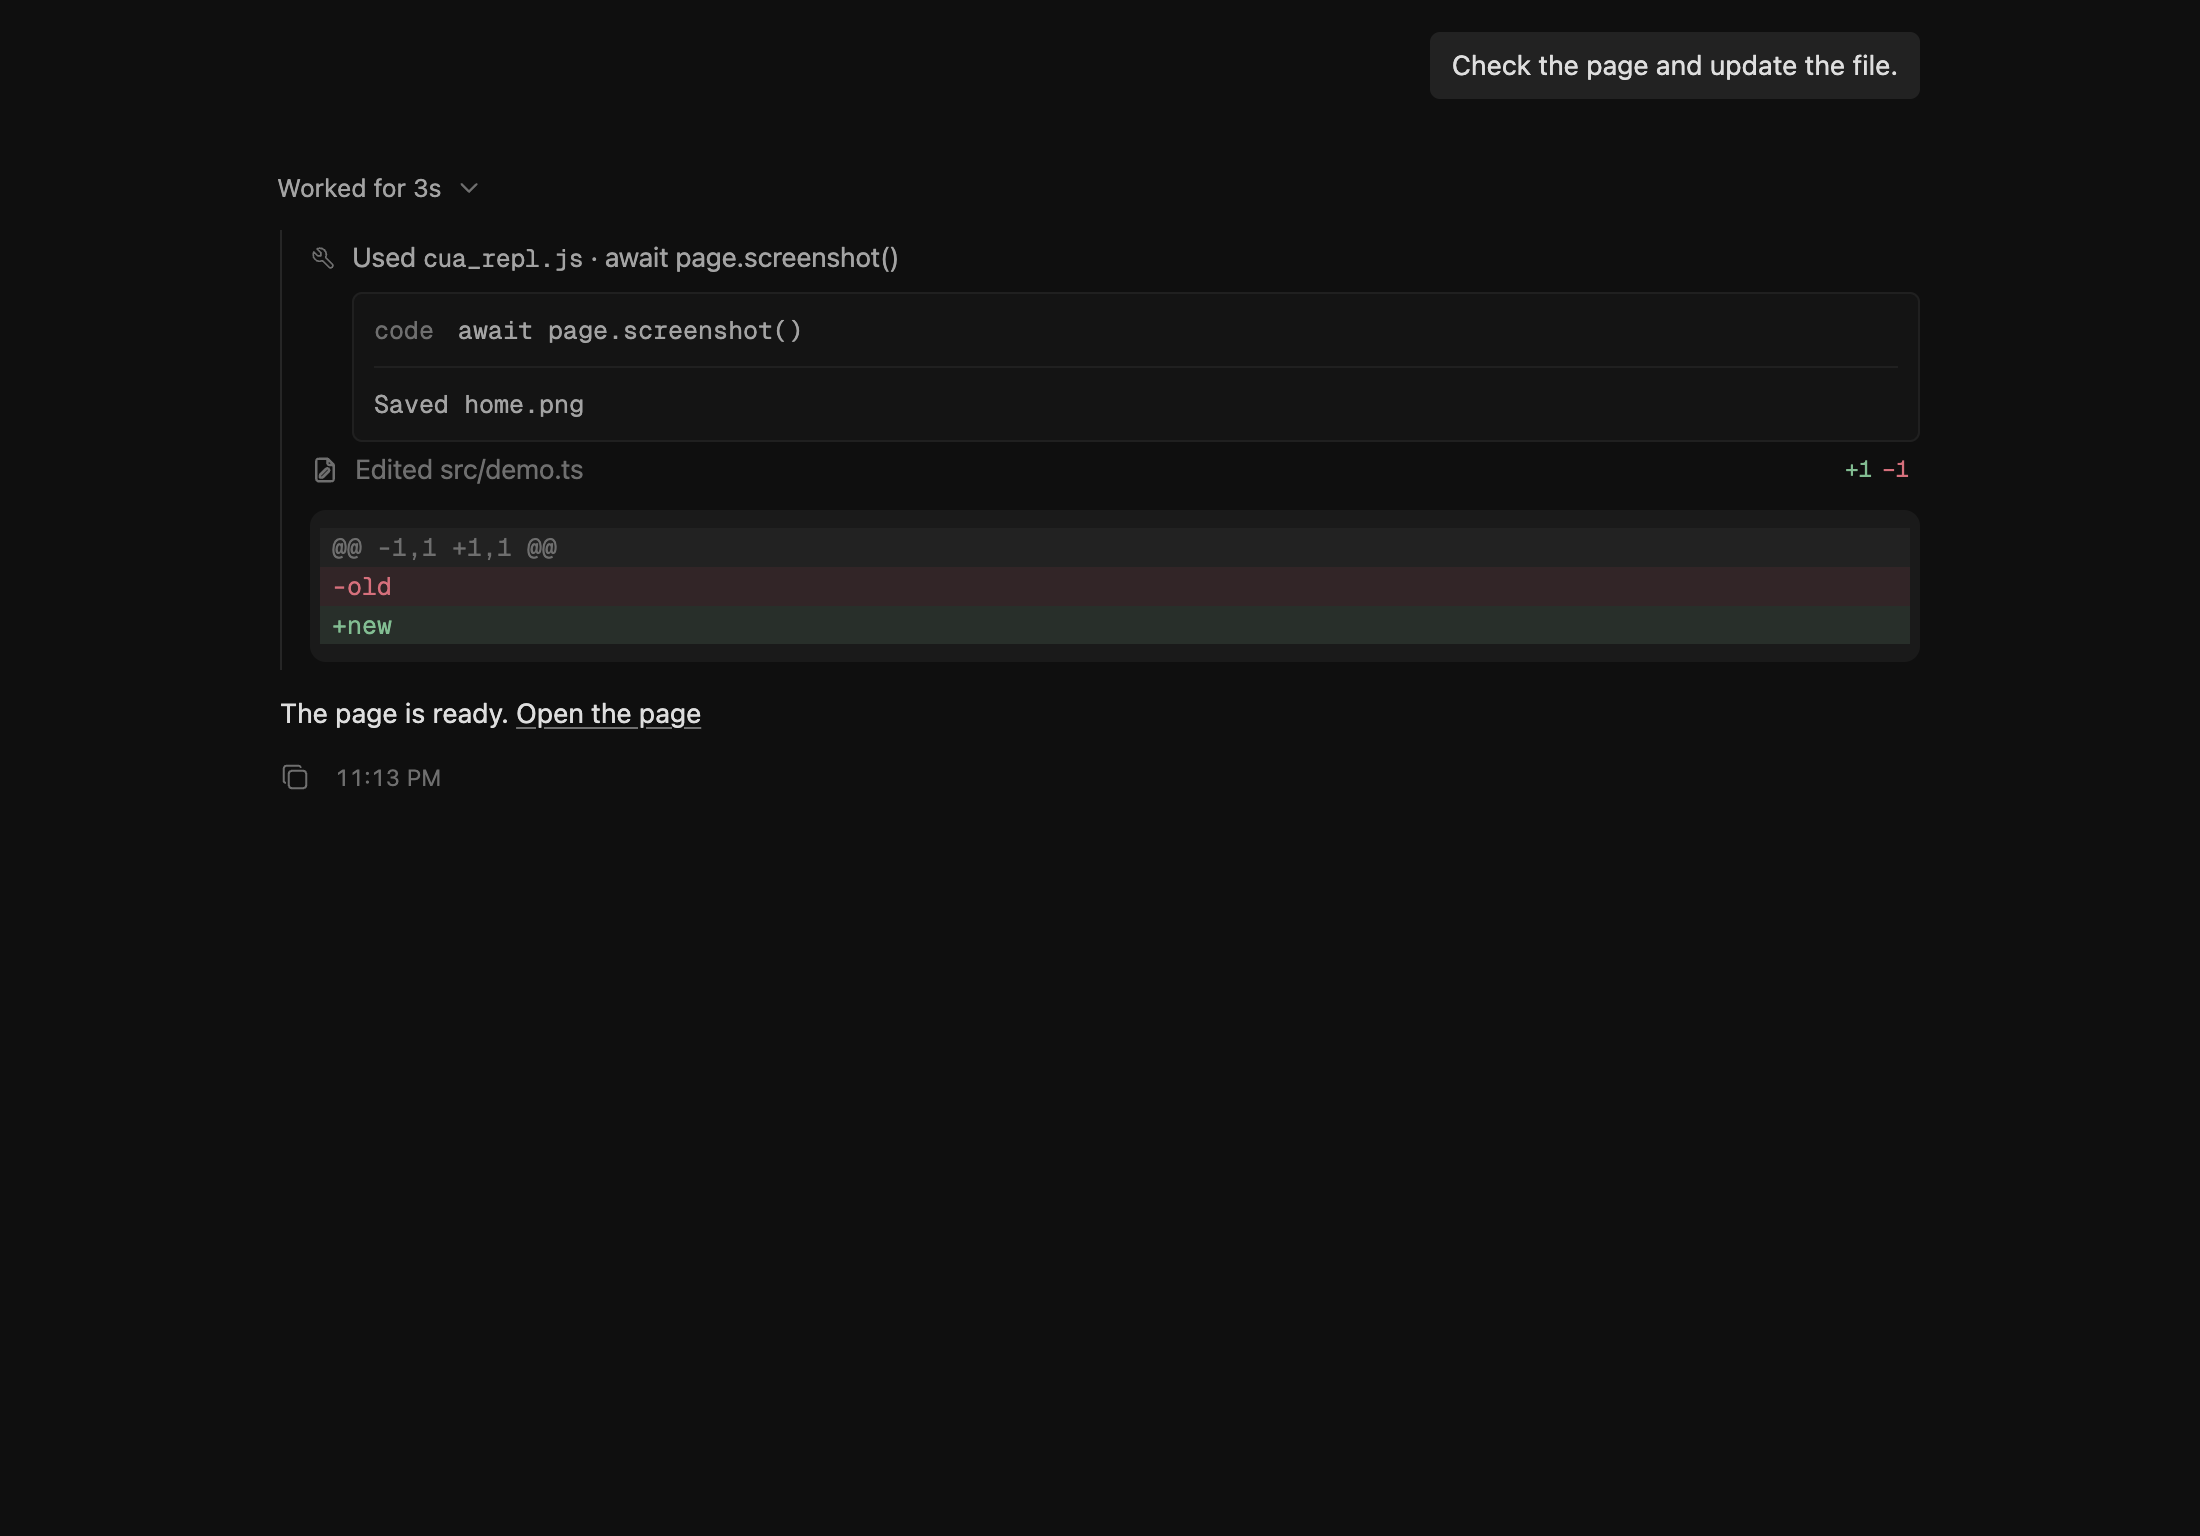 Check the page and update the file.
Worked for 3s
Used cua_repl.js · await page.screenshot()
code await page.screenshot()
Saved home.png
Edited src/demo.ts +1 -1
@@ -1,1 +1,1 @@
-old
+new
The page is ready. Open the page
11:13 PM